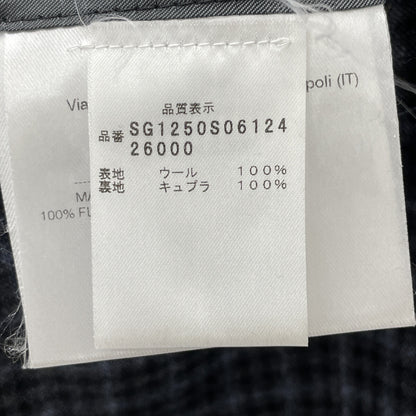 品質表示
Via
poli (IT)
品番 SG1250S06124
26000
表地 ウール 100%
裏地 キュプラ 100%
MA
100% FL